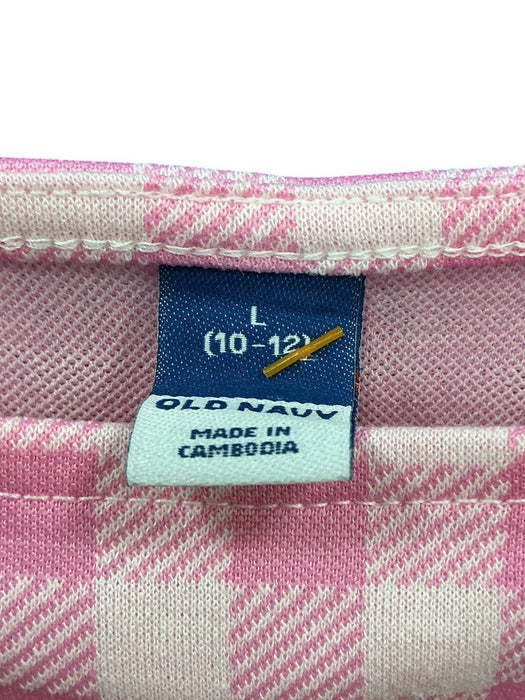 L
(10-12)
OLD NAVY
MADE IN
CAMBODIA